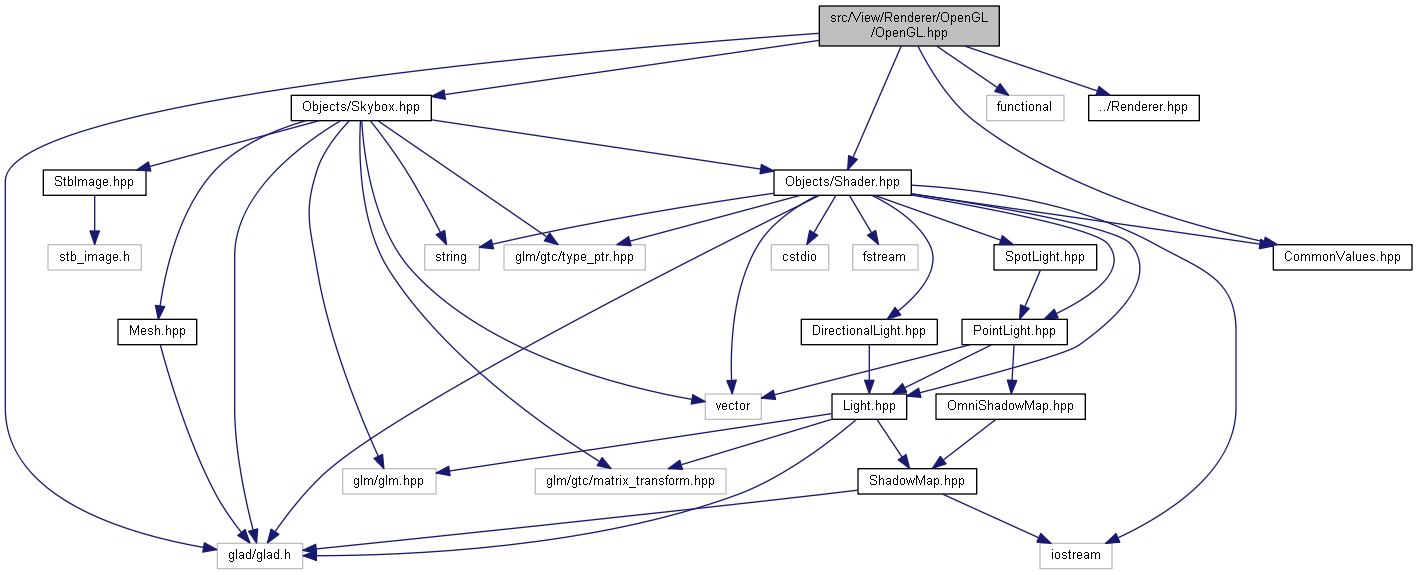 src/View/Renderer/OpenGL
/OpenGL.hpp
Objects/Skybox.hpp
functional
../Renderer.hpp
StbImage.hpp
Objects/Shader.hpp
stb_image.h
string
glm/gtc/type_ptr.hpp
cstdio
fstream
SpotLight.hpp
CommonValues.hpp
Mesh.hpp
DirectionalLight.hpp
PointLight.hpp
vector
Light.hpp
OmniShadowMap.hpp
glm/glm.hpp
glm/gtc/matrix_transform.hpp
ShadowMap.hpp
glad/glad.h
iostream